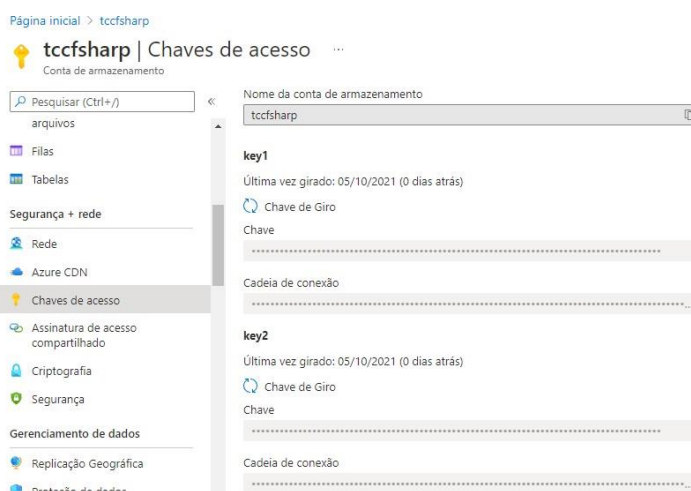 Página inicial > tccfsharp
tccfsharp | Chaves de acesso ...
Conta de armazenamento
Pesquisar (Ctrl+/)
arquivos
Filas
Tabelas
Segurança + rede
Rede
Azure CDN
Chaves de acesso
Assinatura de acesso
compartilhado
Criptografia
Segurança
Gerenciamento de dados
Replicação Geográfica
Proteção de dados
Nome da conta de armazenamento
tccfsharp
key1
Última vez girado: 05/10/2021 (0 dias atrás)
Chave de Giro
Chave
Cadeia de conexão
key2
Última vez girado: 05/10/2021 (0 dias atrás)
Chave de Giro
Chave
Cadeia de conexão